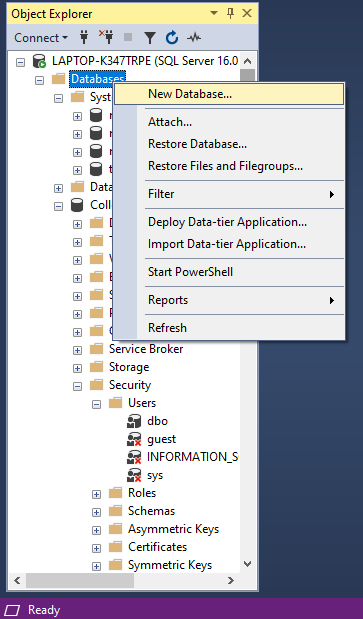 Object Explorer
Connect
LAPTOP-K347TRPE (SQL Server 16.0
Databases
Syst
New Database...
Attach...
Restore Database...
Restore Files and Filegroups...
Filter
Deploy Data-tier Application...
Import Data-tier Application...
Start PowerShell
Reports
Refresh
Data
Coll
Service Broker
Storage
Security
Users
dbo
guest
INFORMATION_S
sys
Roles
Schemas
Asymmetric Keys
Certificates
Symmetric Keys
Ready